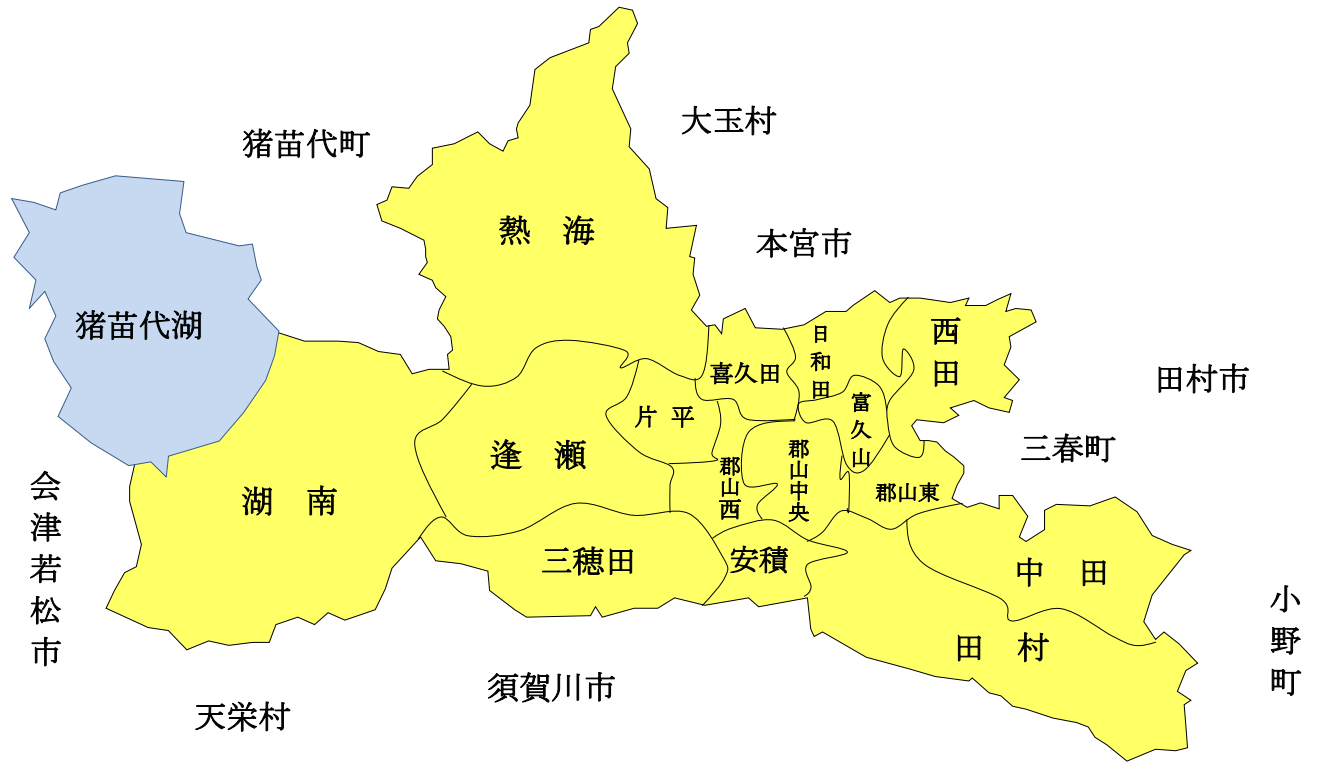 大玉村
猪苗代町
熱　海
本宮市
猪苗代湖
日和田
西田
喜久田
田村市
富久山
片　平
三春町
逢　瀬
郡山西
郡山中央
郡山東
会津若松市
湖　南
三穂田
安積
中　田
小野町
田　村
須賀川市
天栄村